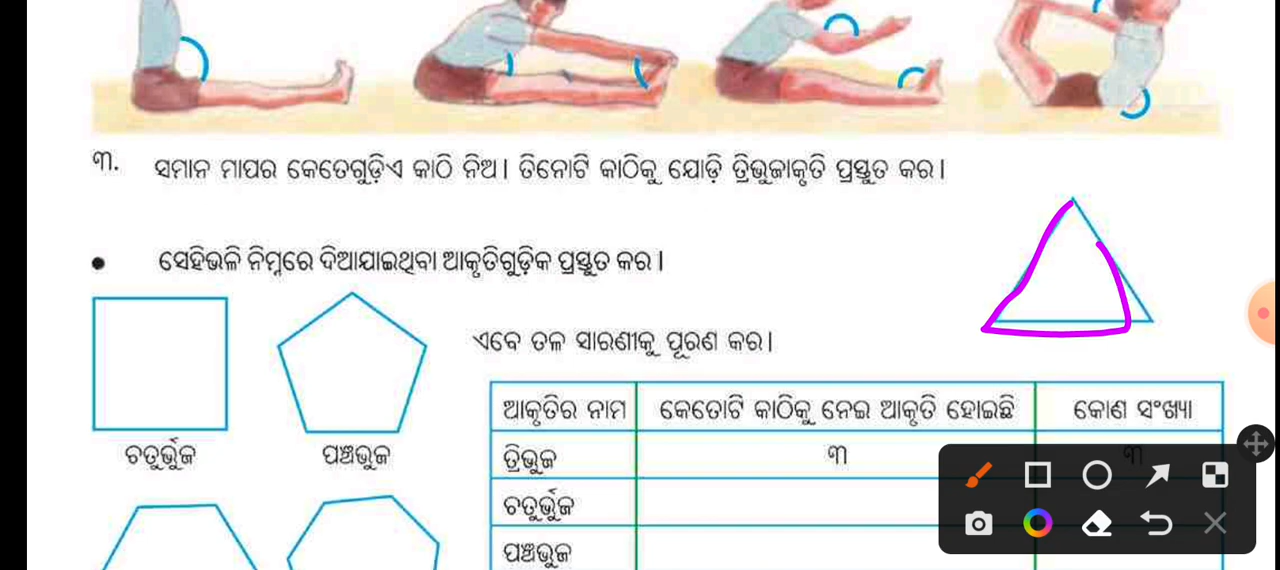 ୩. ସମାନ ମାପର କେତେଗୁଡ଼ିଏ କାଠି ନିଅ। ତିନୋଟି କାଠିକୁ ଯୋଡ଼ି ତ୍ରିଭୁଜାକୃତି ପ୍ରସ୍ତୁତ କର।
● ସେହିଭଳି ନିମ୍ନରେ ଦିଆଯାଇଥିବା ଆକୃତିଗୁଡ଼ିକ ପ୍ରସ୍ତୁତ କର।
ଏବେ ତଳ ସାରଣୀକୁ ପୂରଣ କର।
ଚତୁର୍ଭୁଜ ପଞ୍ଚଭୁଜ
ଆକୃତିର ନାମ କେତୋଟି କାଠିକୁ ନେଇ ଆକୃତି ହୋଇଛି କୋଣ ସଂଖ୍ୟା
ତ୍ରିଭୁଜ ୩ ୩
ଚତୁର୍ଭୁଜ
ପଞ୍ଚଭୁଜ